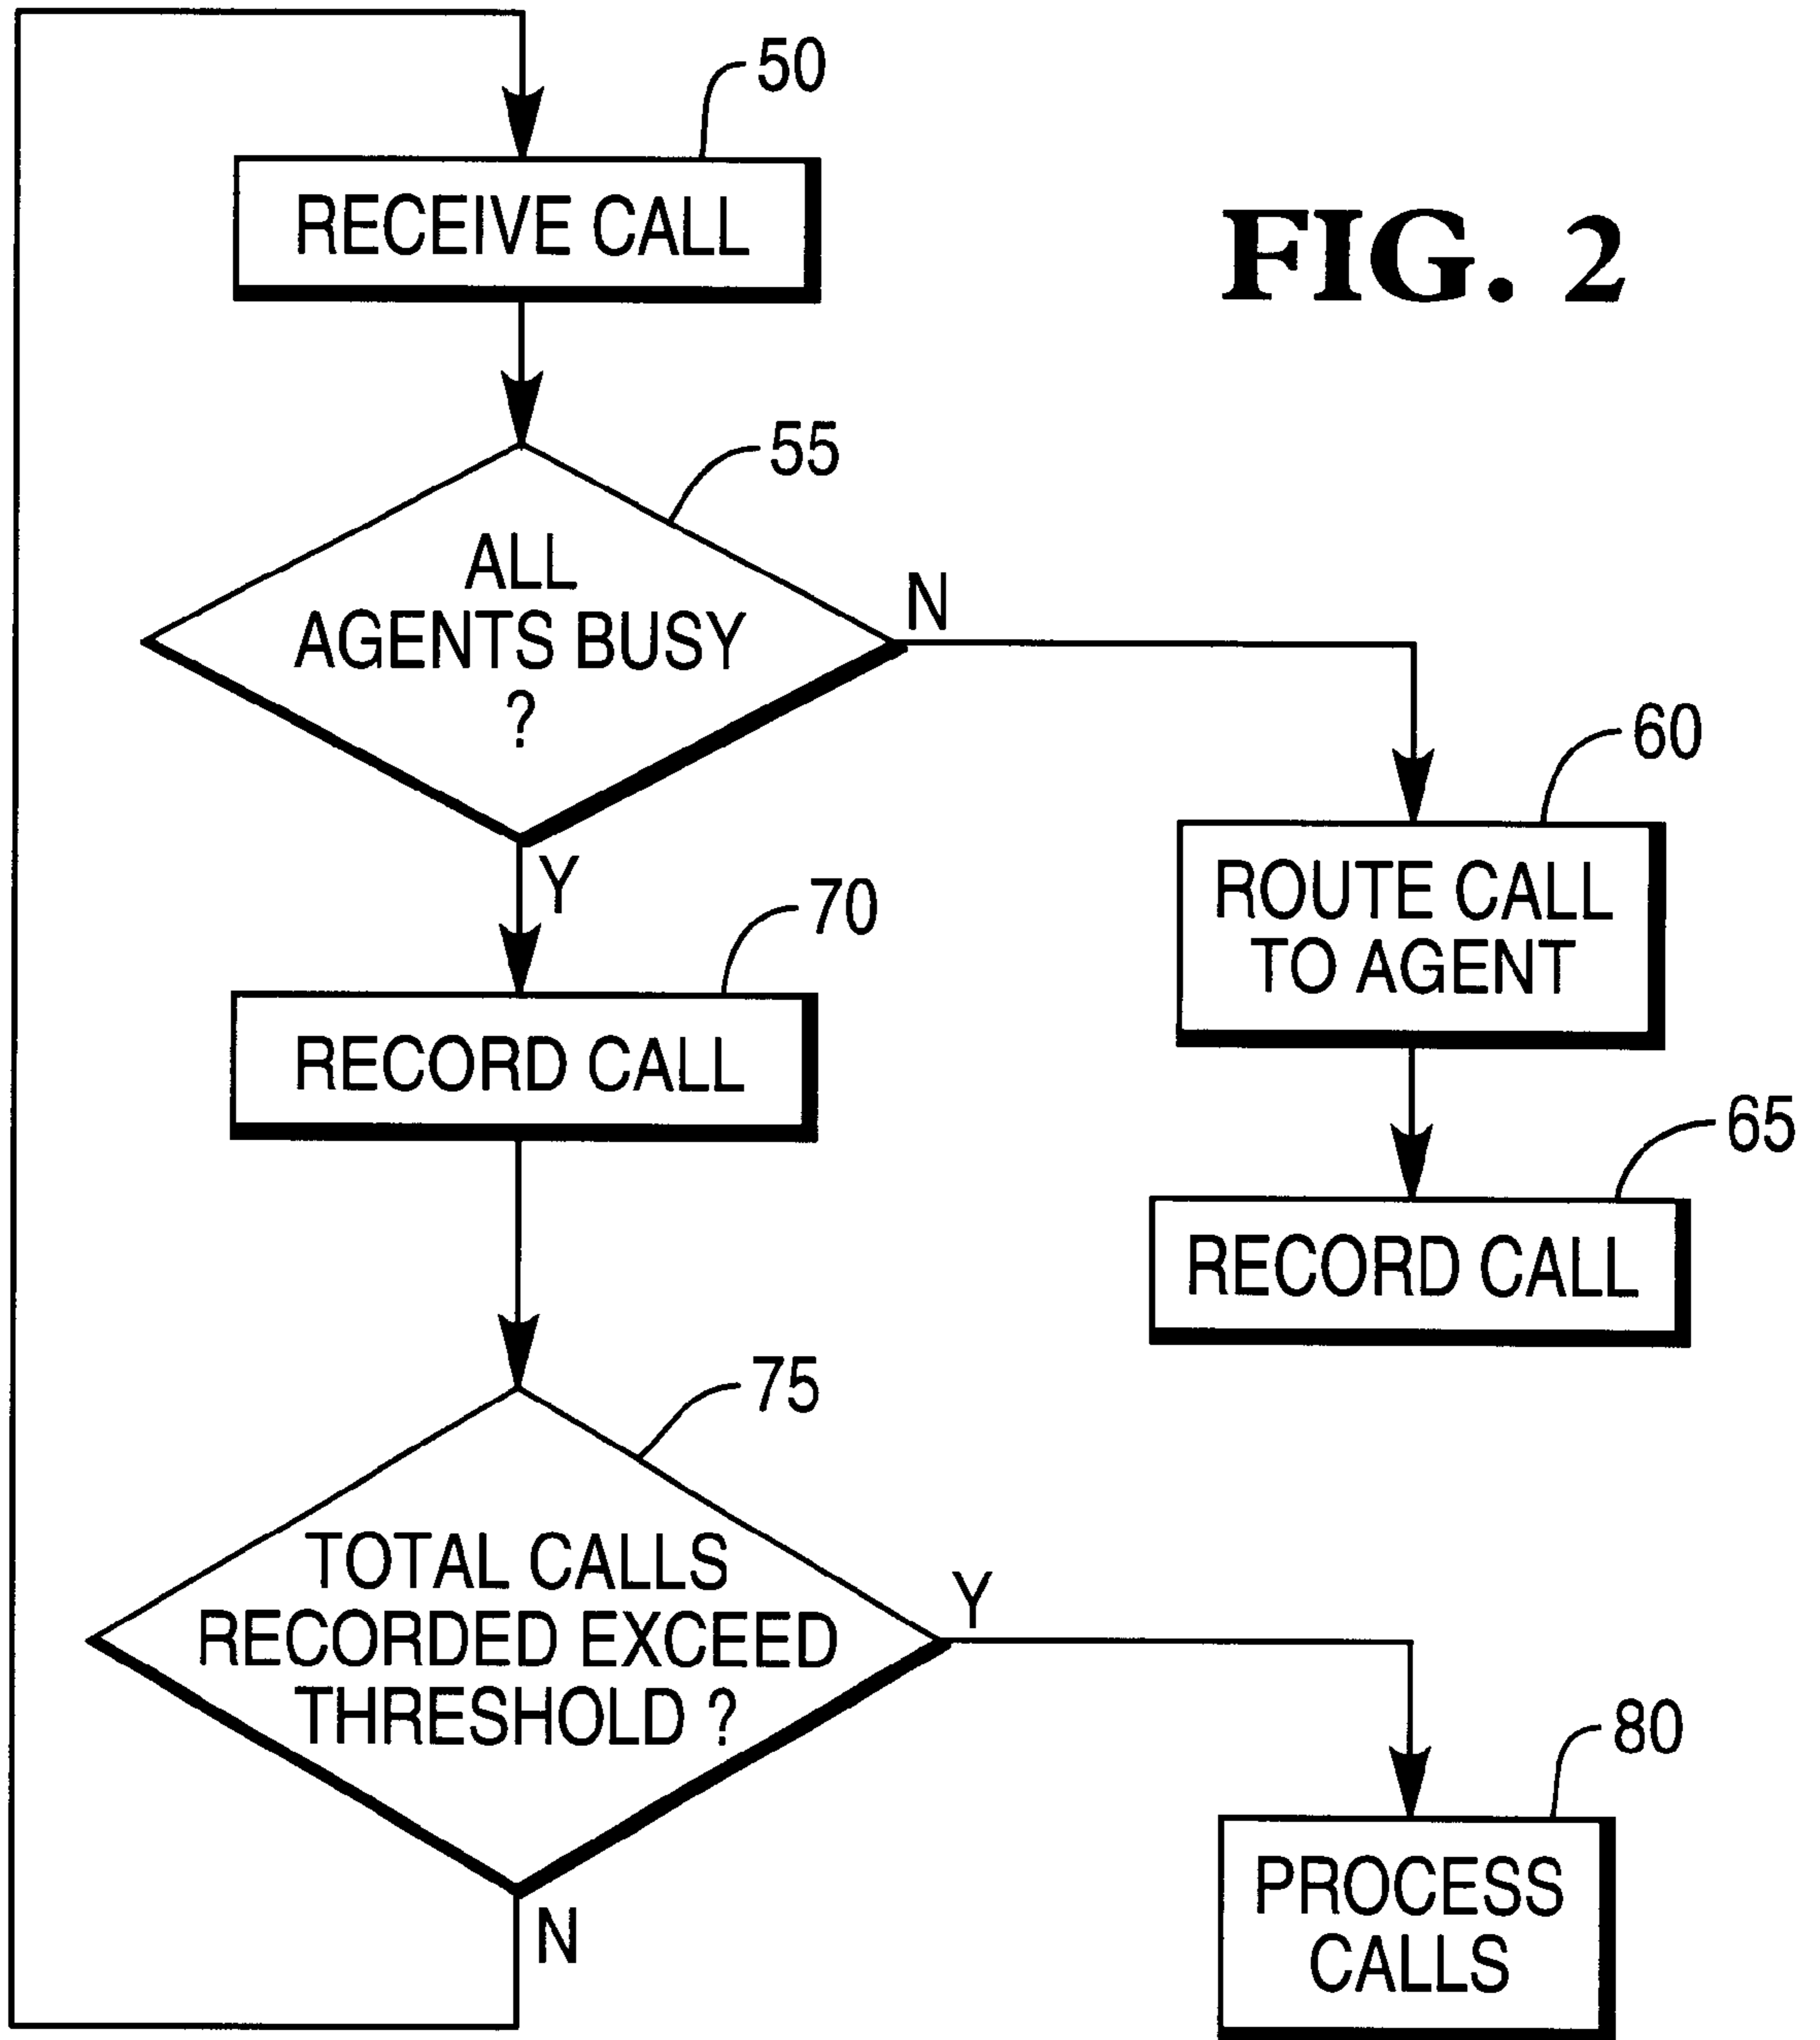 50
RECEIVE CALL
FIG. 2
55
ALL
AGENTS BUSY
?
N
Y
60
ROUTE CALL
TO AGENT
70
RECORD CALL
65
RECORD CALL
75
TOTAL CALLS
RECORDED EXCEED
THRESHOLD ?
Y
N
80
PROCESS
CALLS